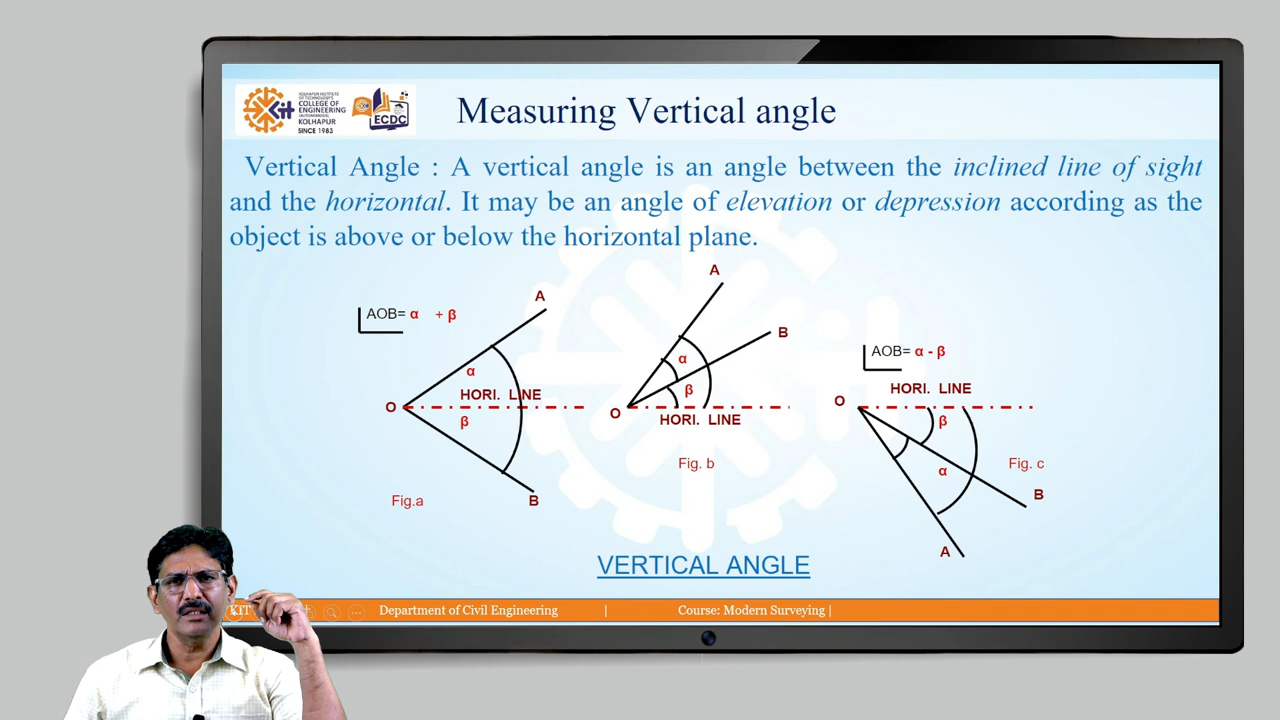 KOLHAPUR INSTITUTE
OF TECHNOLOGY'S
COLLEGE OF
ENGINEERING
(AUTONOMOUS),
KOLHAPUR
SINCE 1983
KIT
ECDC
Measuring Vertical angle
Vertical Angle : A vertical angle is an angle between the inclined line of sight
and the horizontal. It may be an angle of elevation or depression according as the
object is above or below the horizontal plane.
AOB= α + β
A
α
O
HORI. LINE
β
B
Fig.a
A
B
α
β
O
HORI. LINE
Fig. b
AOB= α - β
HORI. LINE
O
β
α
Fig. c
B
A
VERTICAL ANGLE
KIT
Department of Civil Engineering | Course: Modern Surveying |